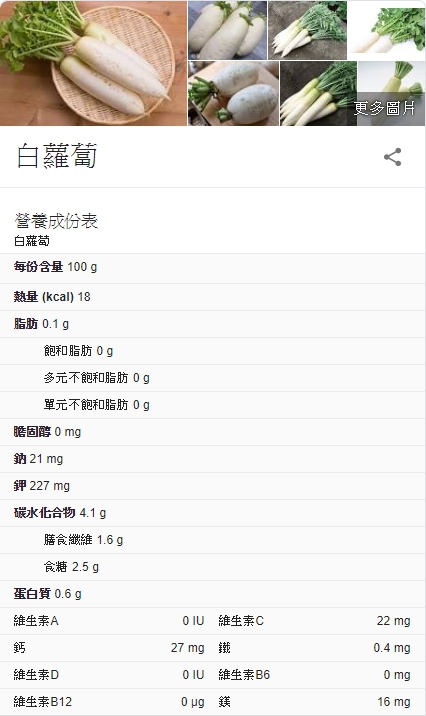 更多圖片
白蘿蔔
營養成份表
白蘿蔔
每份含量 100 g
熱量 (kcal) 18
脂肪 0.1 g
飽和脂肪 0 g
多元不飽和脂肪 0 g
單元不飽和脂肪 0 g
膽固醇 0 mg
鈉 21 mg
鉀 227 mg
碳水化合物 4.1 g
膳食纖維 1.6 g
食糖 2.5 g
蛋白質 0.6 g
維生素A 0 IU 維生素C 22 mg
鈣 27 mg 鐵 0.4 mg
維生素D 0 IU 維生素B6 0 mg
維生素B12 0 µg 鎂 16 mg